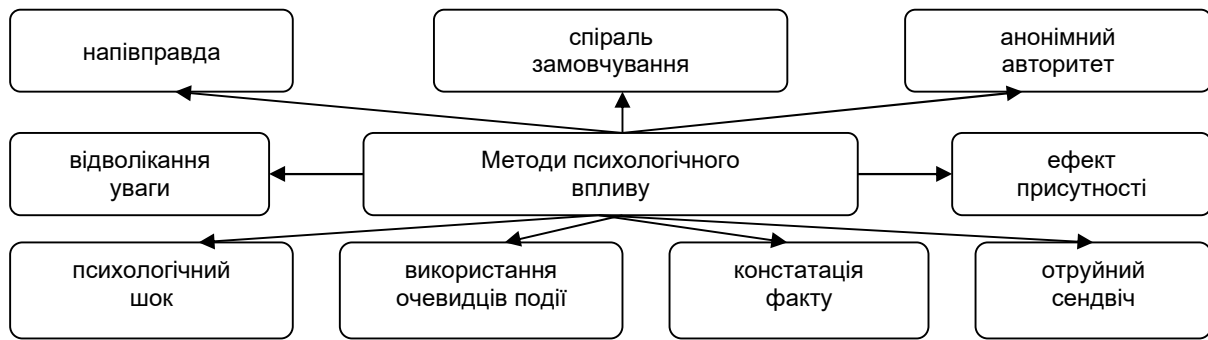 напівправда
спіраль
замовчування
анонімний
авторитет
відволікання
уваги
Методи психологічного
впливу
ефект
присутності
психологічний
шок
використання
очевидців події
констатація
факту
отруйний
сендвіч